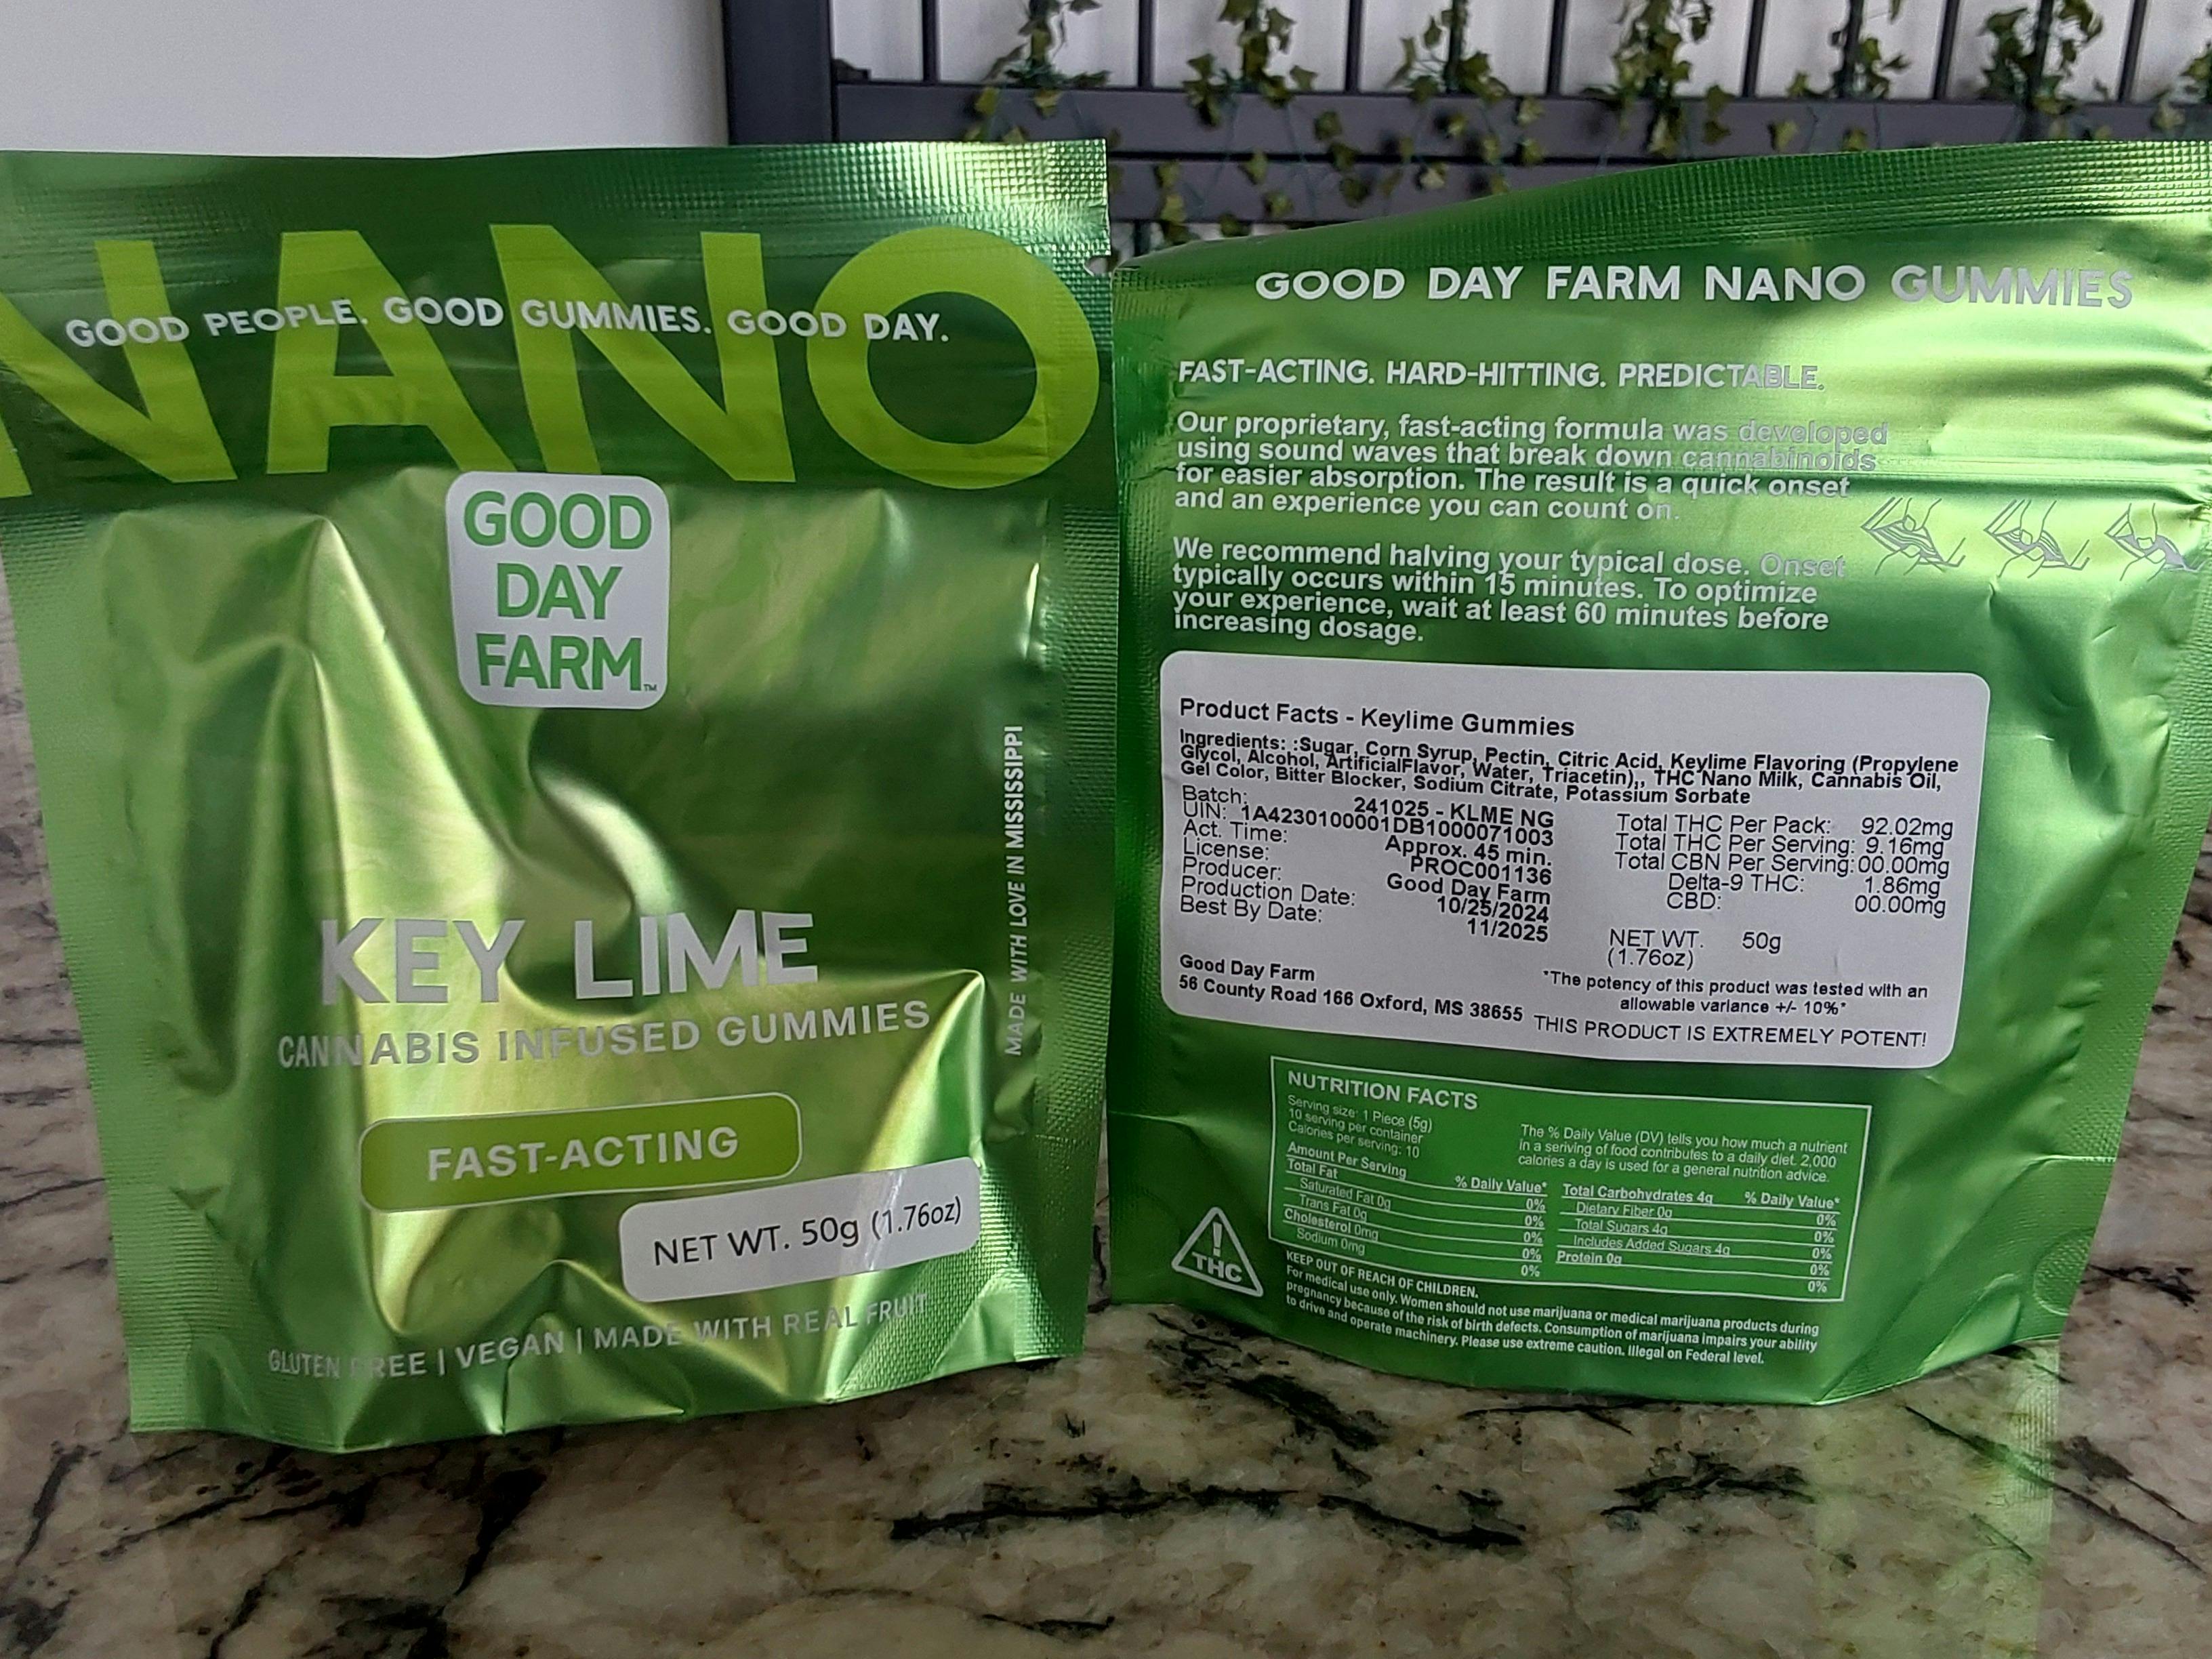 NANO
GOOD PEOPLE. GOOD GUMMIES. GOOD DAY.
GOOD
DAY
FARM™
KEY LIME
CANNABIS INFUSED GUMMIES
FAST-ACTING
NET WT. 50g (1.76oz)
GLUTEN FREE | VEGAN | MADE WITH REAL FRUIT
MADE WITH LOVE IN MISSISSIPPI
GOOD DAY FARM NANO GUMMIES
FAST-ACTING. HARD-HITTING. PREDICTABLE.
Our proprietary, fast-acting formula was developed
using sound waves that break down cannabinoids
for easier absorption. The result is a quick onset
and an experience you can count on.
We recommend halving your typical dose. Onset
typically occurs within 15 minutes. To optimize
your experience, wait at least 60 minutes before
increasing dosage.
Product Facts - Keylime Gummies
Ingredients: :Sugar, Corn Syrup, Pectin, Citric Acid, Keylime Flavoring (Propylene
Glycol, Alcohol, ArtificialFlavor, Water, Triacetin),, THC Nano Milk, Cannabis Oil,
Gel Color, Bitter Blocker, Sodium Citrate, Potassium Sorbate
Batch: 241025 - KLME NG
UIN: 1A4230100001DB1000071003
Act. Time: Approx. 45 min.
License: PROC001136
Producer: Good Day Farm
Production Date: 10/25/2024
Best By Date: 11/2025
Total THC Per Pack: 92.02mg
Total THC Per Serving: 9.16mg
Total CBN Per Serving: 00.00mg
Delta-9 THC: 1.86mg
CBD: 00.00mg
NET WT. 50g
(1.76oz)
Good Day Farm
56 County Road 166 Oxford, MS 38655
*The potency of this product was tested with an
allowable variance +/- 10%*
THIS PRODUCT IS EXTREMELY POTENT!
NUTRITION FACTS
Serving size: 1 Piece (5g)
10 serving per container
Calories per serving: 10
The % Daily Value (DV) tells you how much a nutrient
in a seriving of food contributes to a daily diet. 2,000
calories a day is used for a general nutrition advice.
Amount Per Serving % Daily Value*
Total Fat 0%
Saturated Fat 0g 0%
Trans Fat 0g 0%
Cholesterol 0mg 0%
Sodium 0mg 0%
Total Carbohydrates 4g % Daily Value*
Dietary Fiber 0g 0%
Total Sugars 4g 0%
Includes Added Sugars 4g 0%
Protein 0g 0%
0%
! THC
KEEP OUT OF REACH OF CHILDREN.
For medical use only. Women should not use marijuana or medical marijuana products during
pregnancy because of the risk of birth defects. Consumption of marijuana impairs your ability
to drive and operate machinery. Please use extreme caution. Illegal on Federal level.